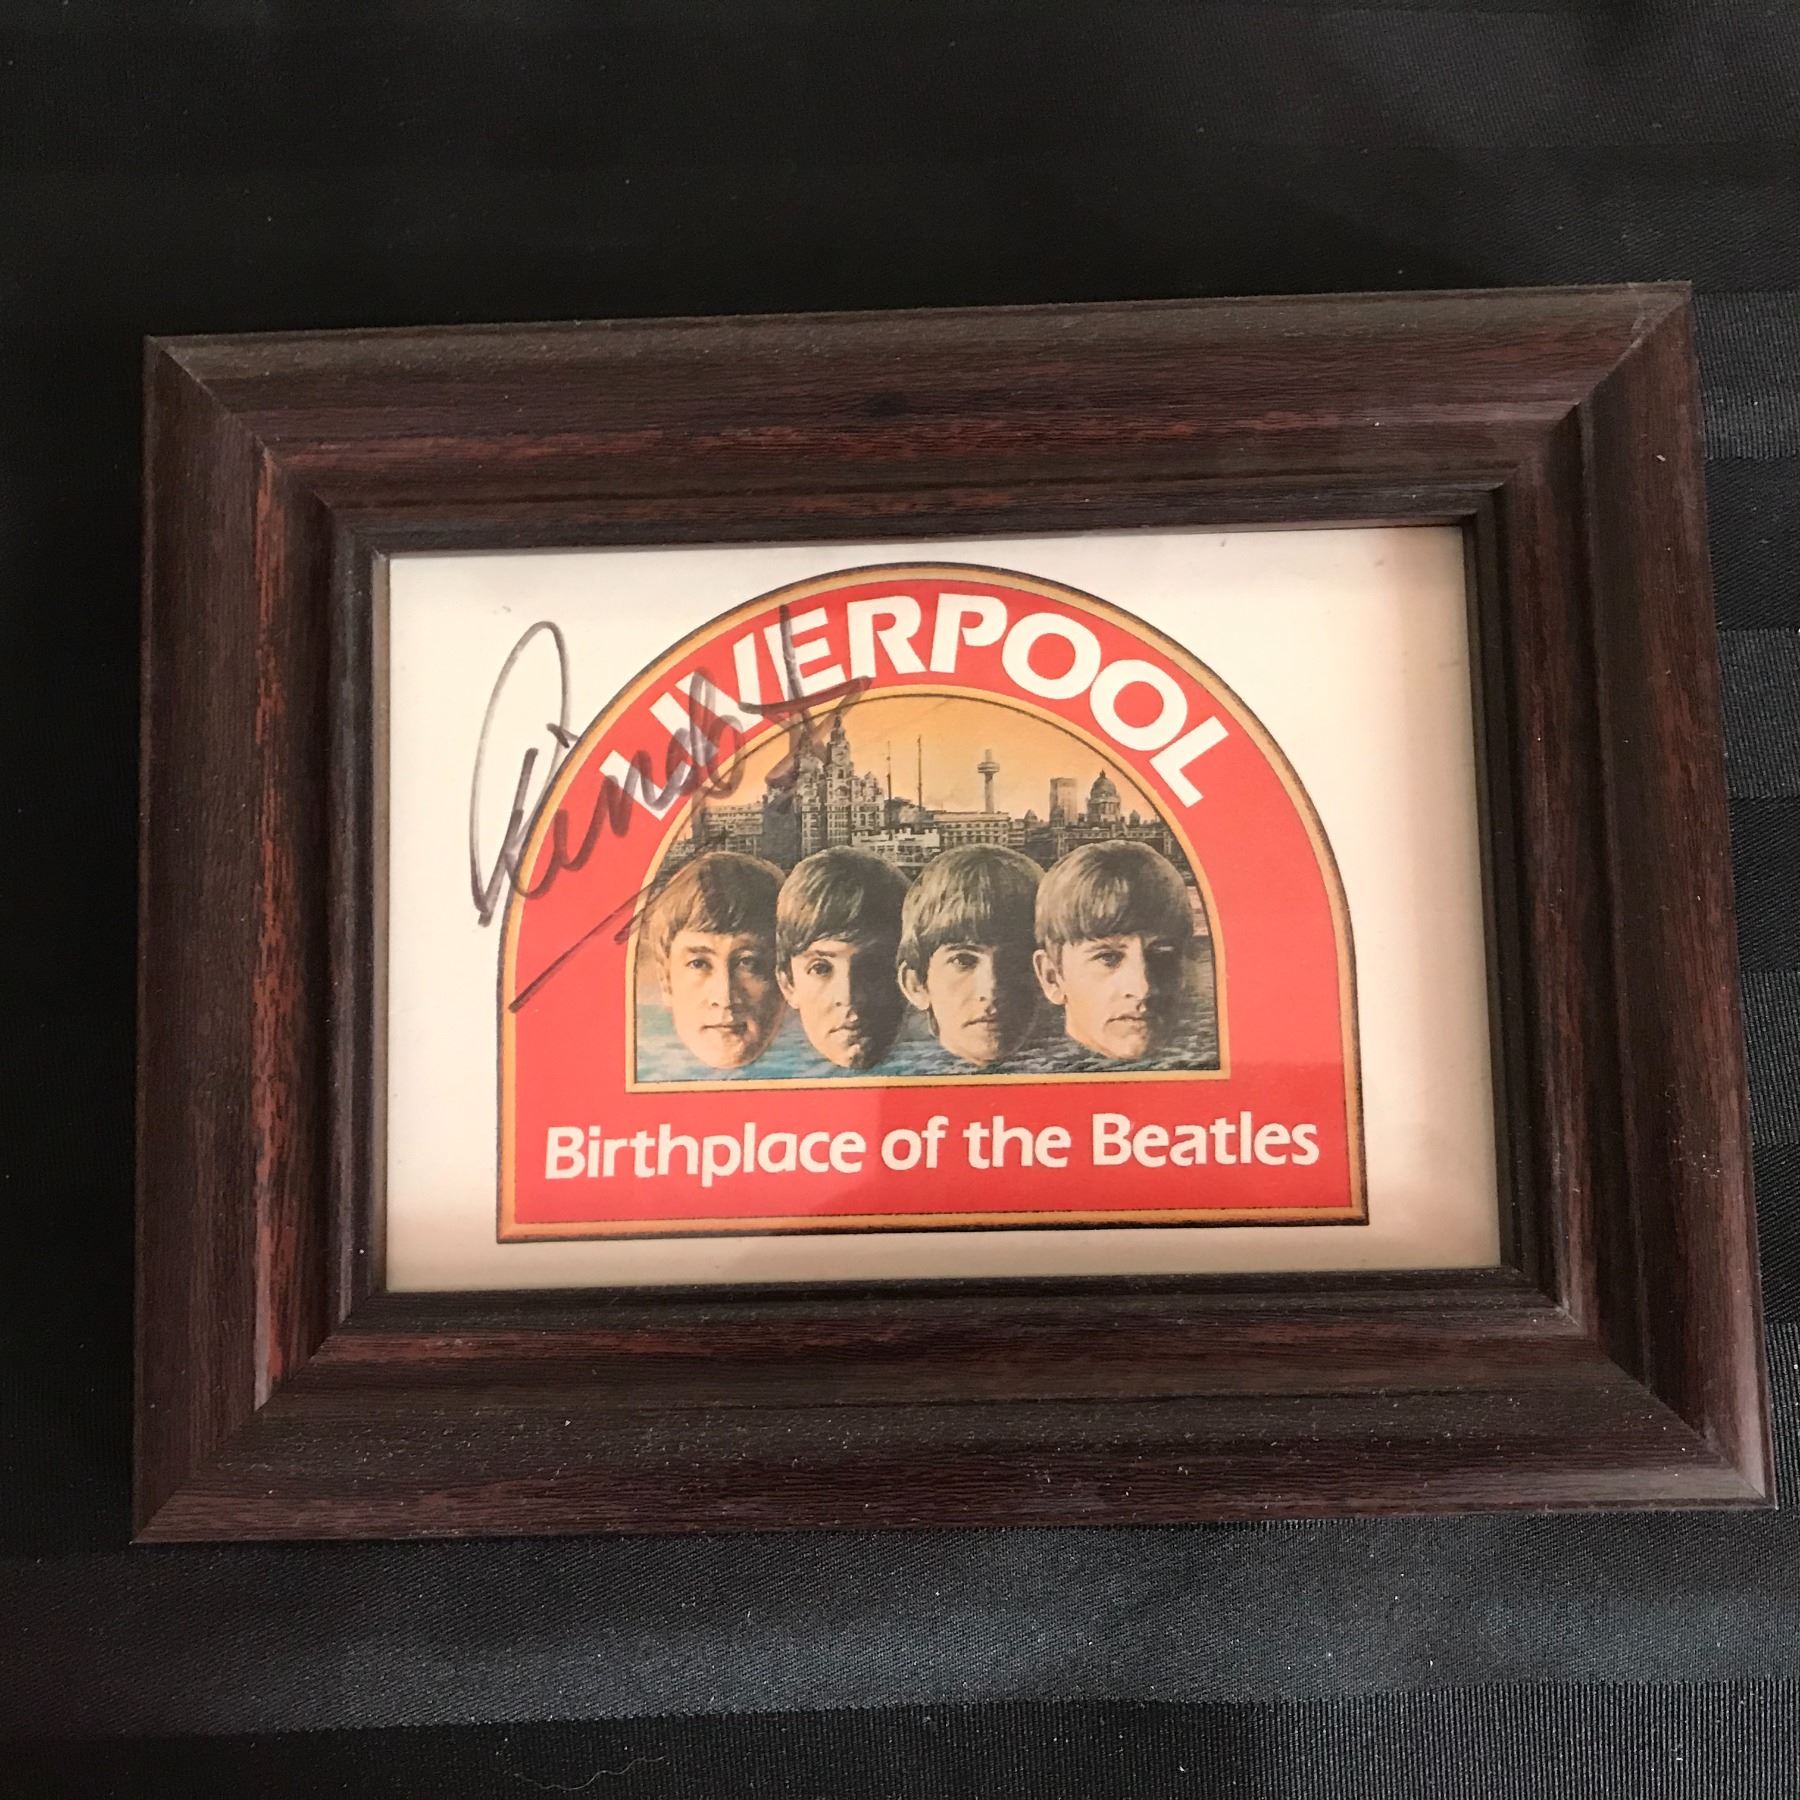 LIVERPOOL
Birthplace of the Beatles